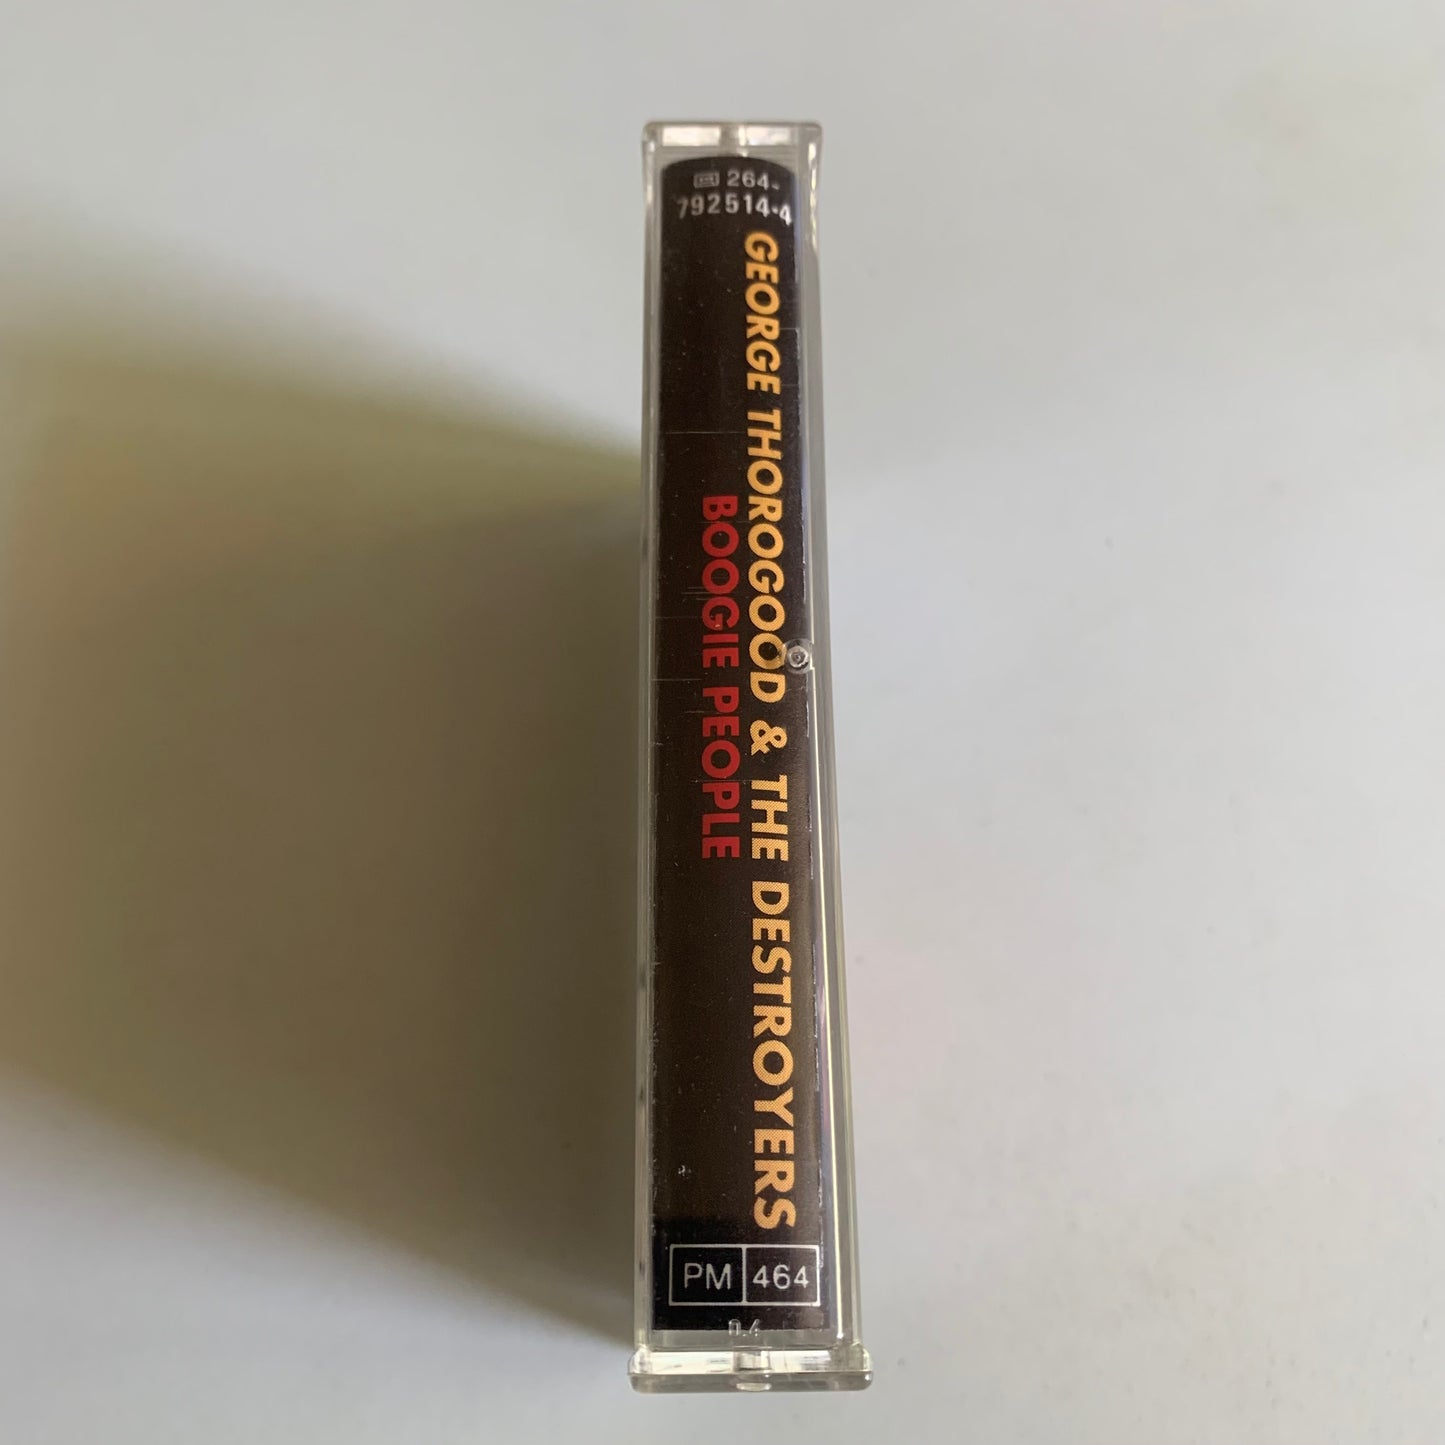 264-
792514-4
GEORGE THOROGOOD & THE DESTROYERS
BOOGIE PEOPLE
PM 464